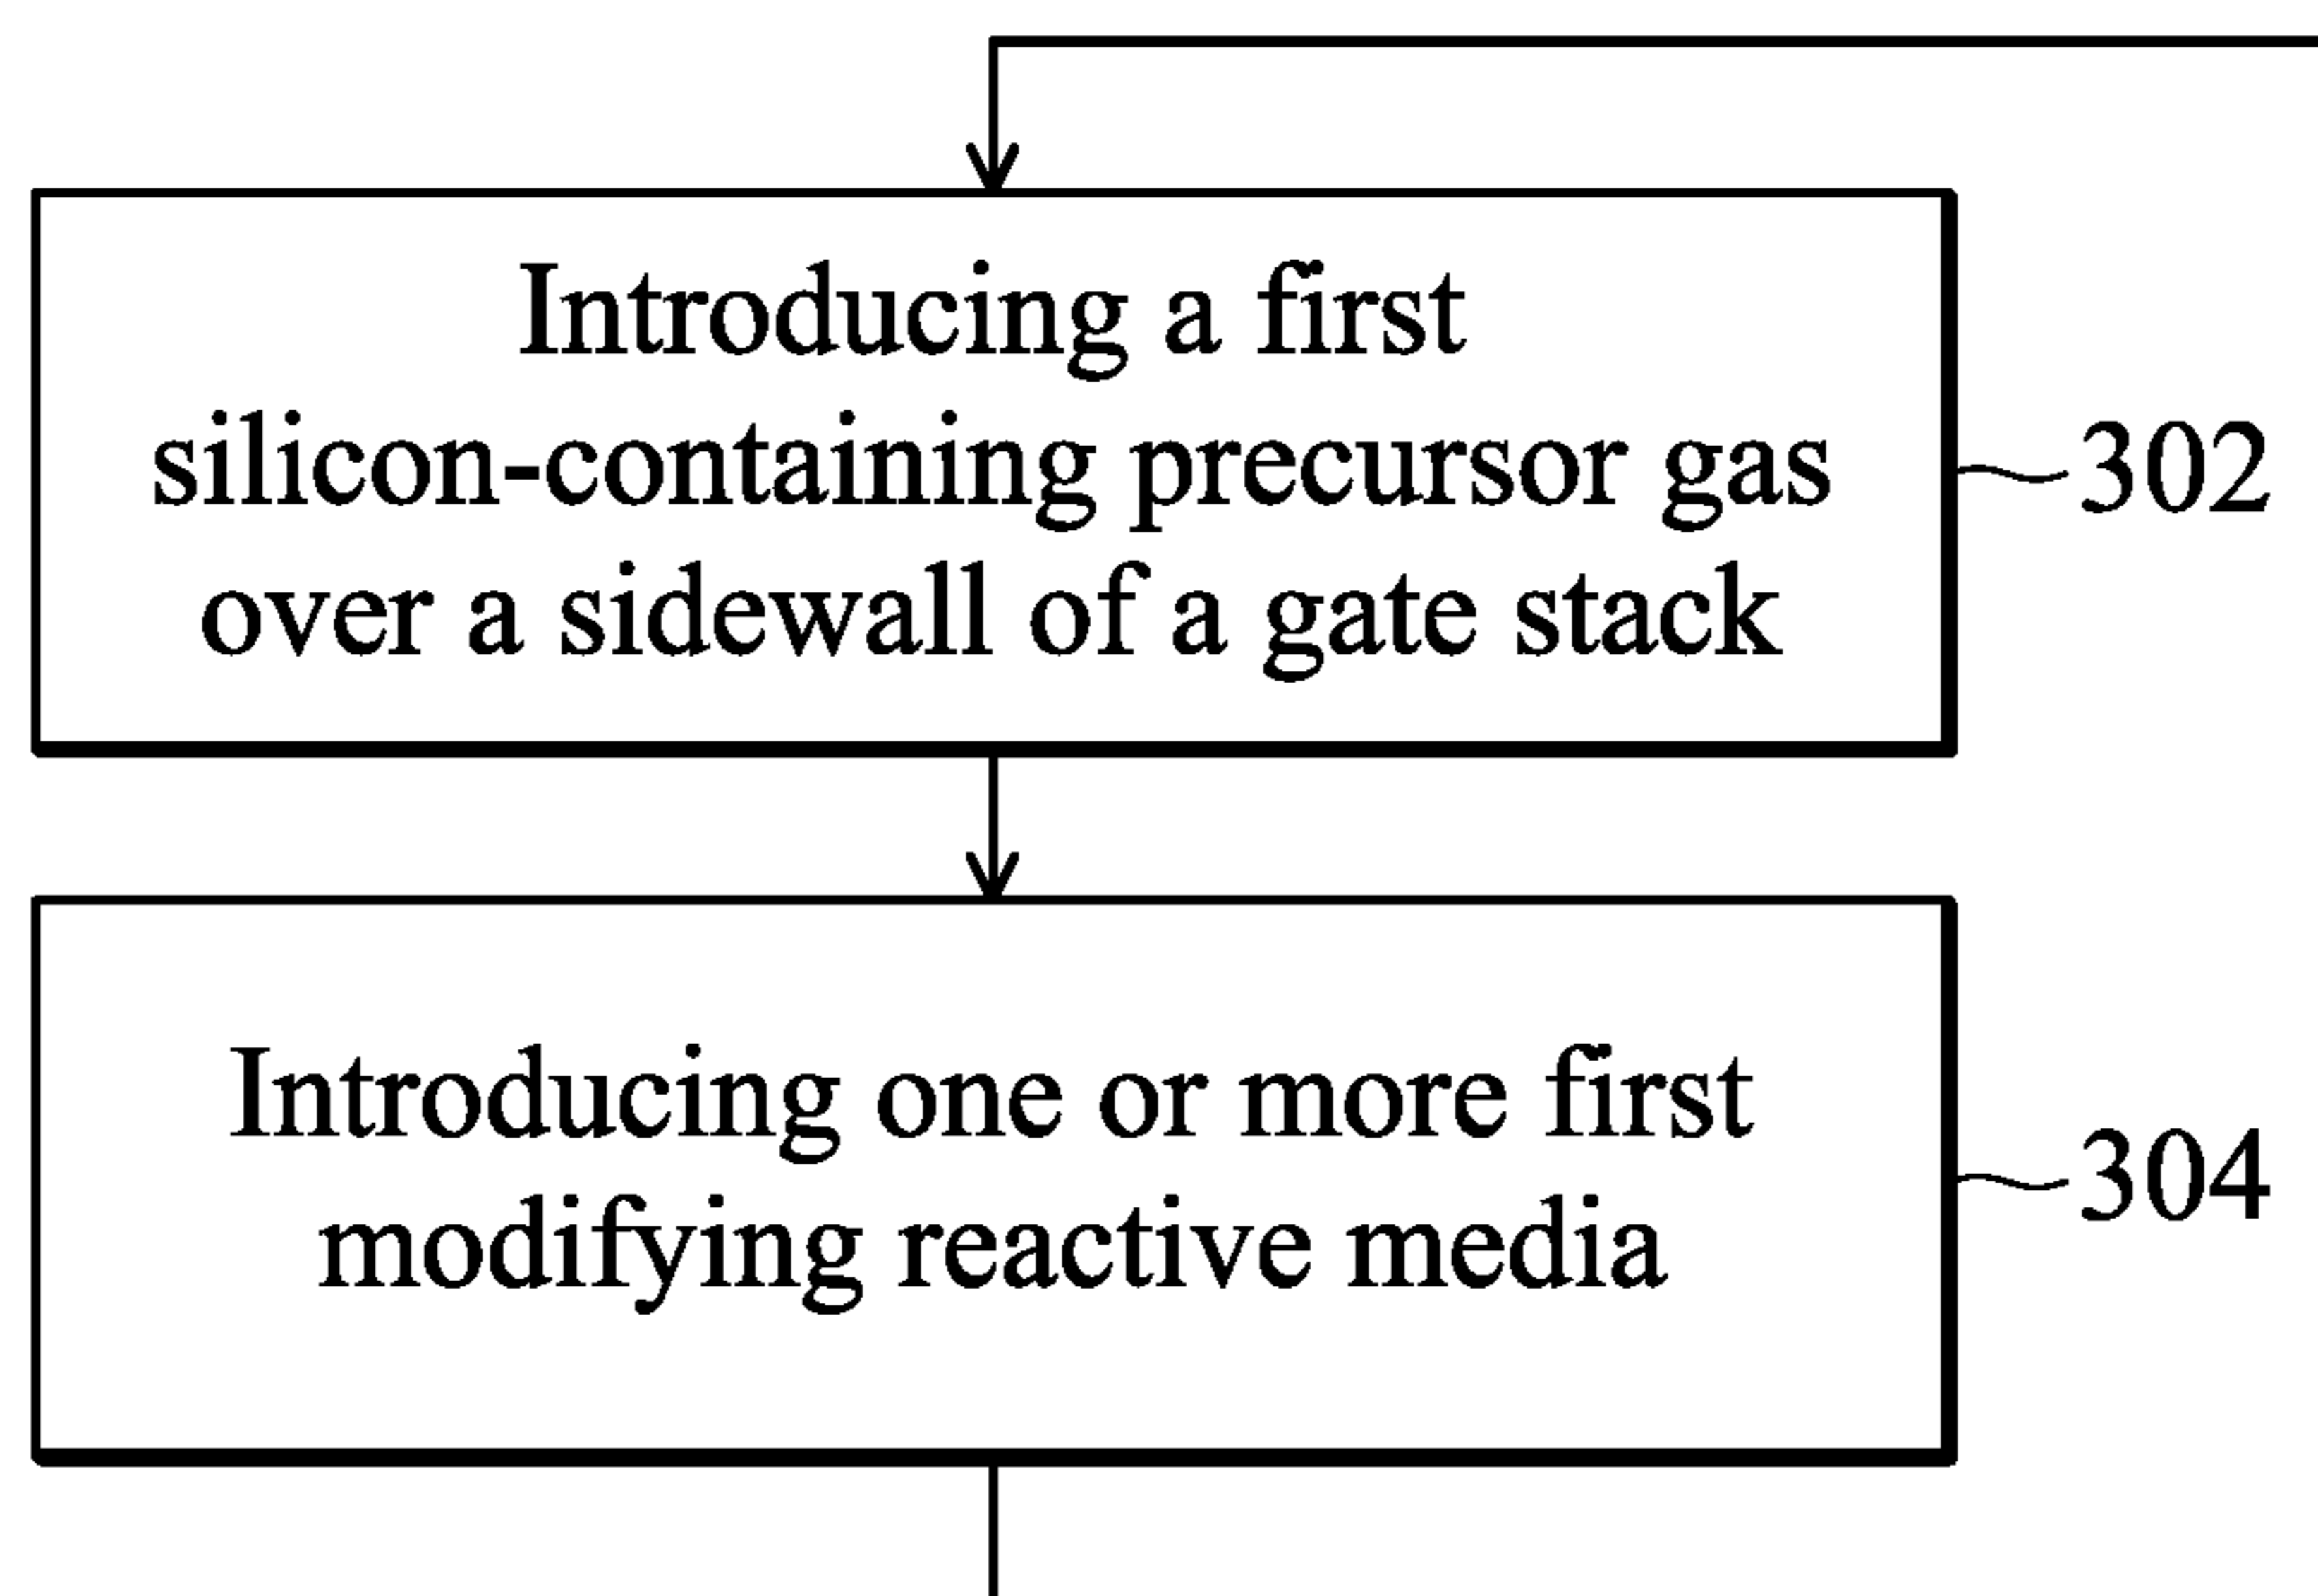 Introducing a first
silicon-containing precursor gas
over a sidewall of a gate stack
302
Introducing one or more first
modifying reactive media
304